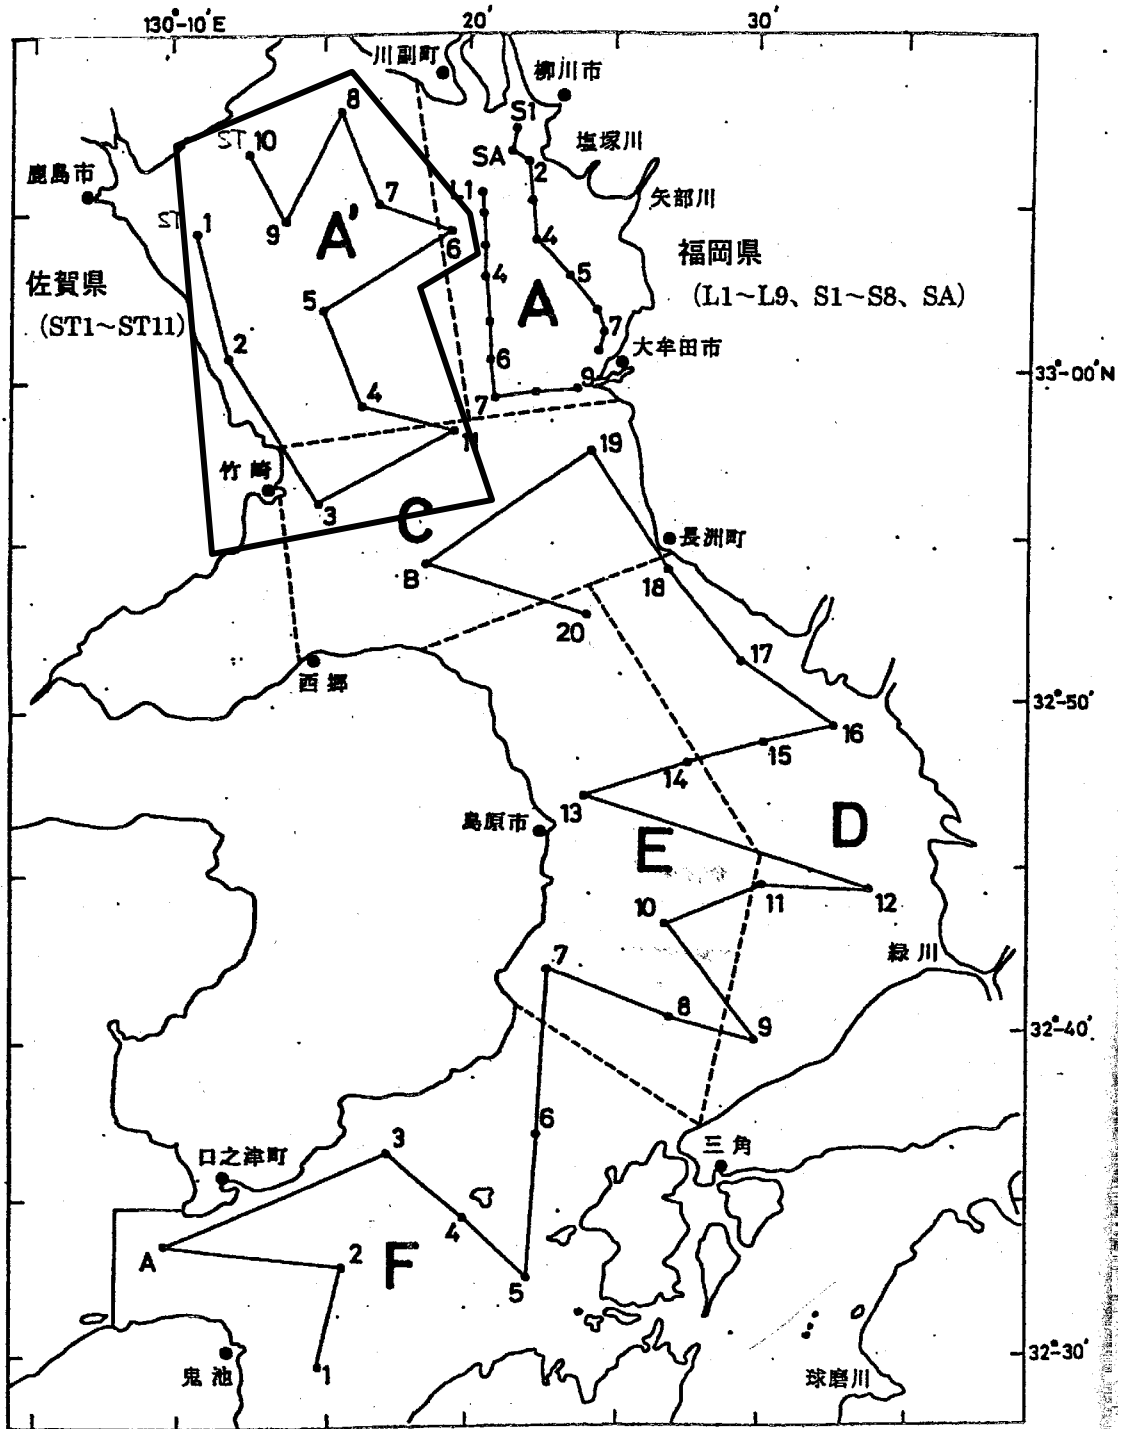 130°-10′E
20′
30′
川副町
柳川市
8
S1
ST 10
SA
塩塚川
2
鹿島市
7
L1
矢部川
ST 1
9
A′
6
4
福岡県
佐賀県
5
4
A
5
(L1～L9、S1～S8、SA)
(ST1～ST11)
7
2
6
大牟田市
9
33°-00′N
4
7
11
19
竹崎
3
C
長洲町
B
18
20
17
西郷
32°-50′
16
15
14
13
島原市
E
D
11
12
10
緑川
7
8
9
32°-40′
6
3
三角
口之津町
4
A
2
F
5
1
32°-30′
鬼池
球磨川